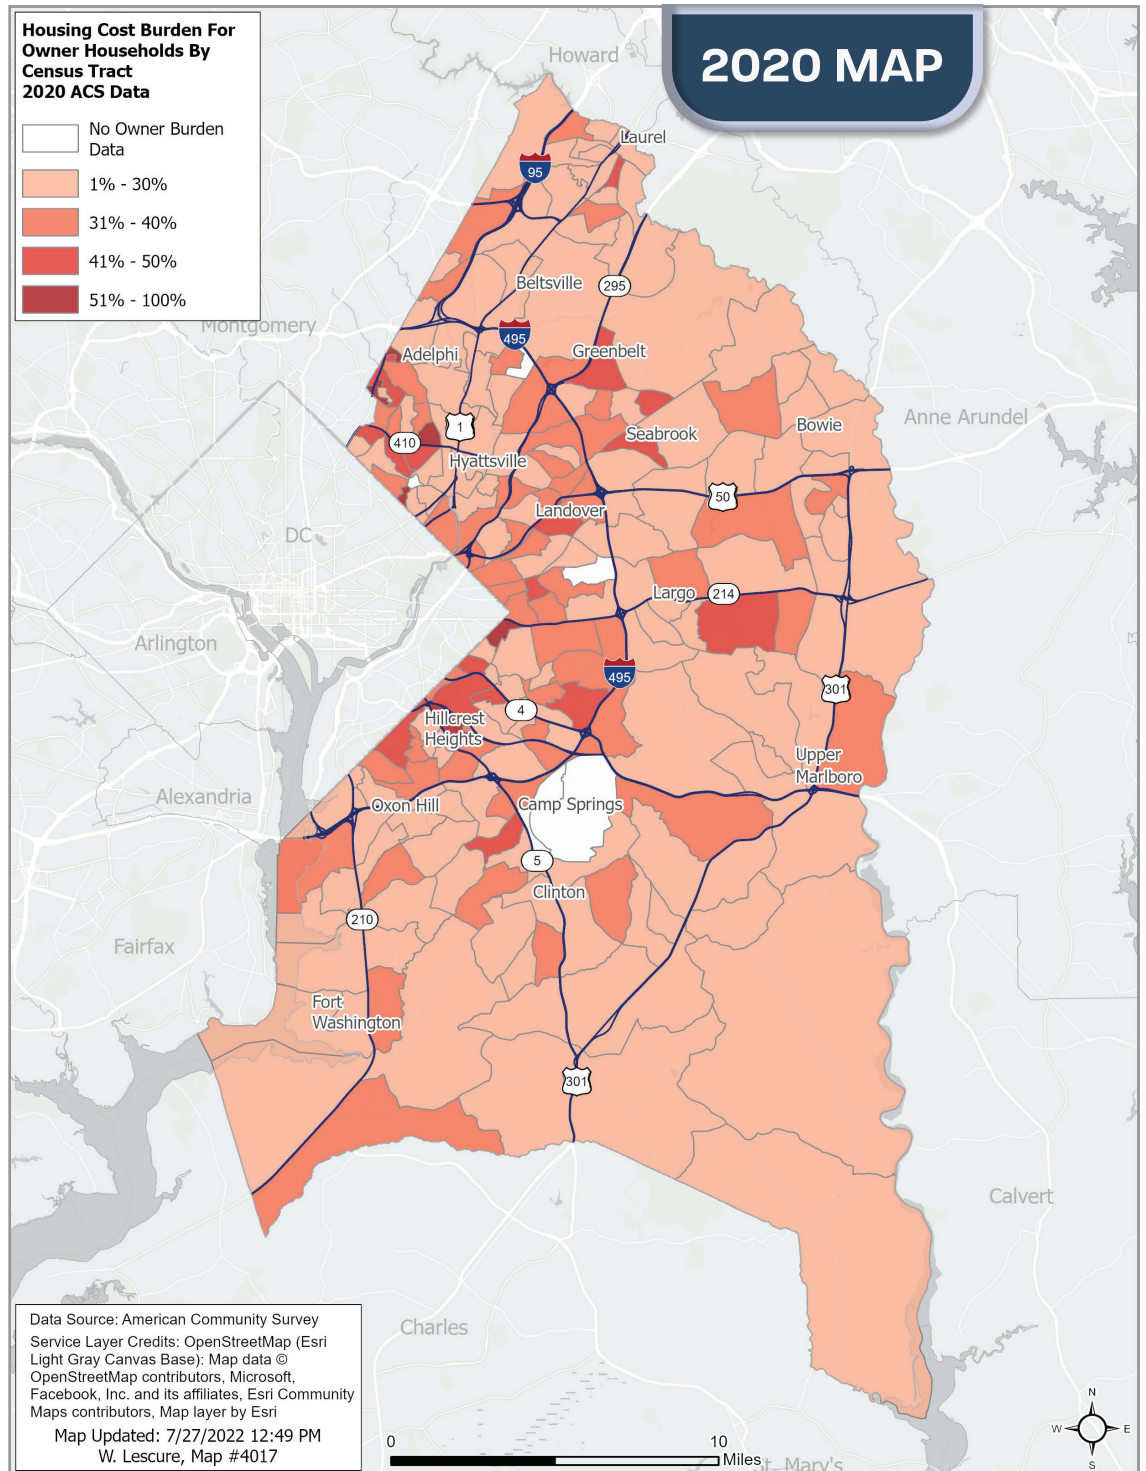 Housing Cost Burden For
Owner Households By
Census Tract
2020 ACS Data
No Owner Burden
Data
1% - 30%
31% - 40%
41% - 50%
51% - 100%
2020 MAP
Howard
Laurel
95
Beltsville
295
Montgomery
495
Adelphi
Greenbelt
Anne Arundel
Bowie
1
410
Seabrook
Hyattsville
50
Landover
DC
Largo
214
Arlington
495
301
4
Hillcrest
Heights
Upper
Marlboro
Alexandria
Oxon Hill
Camp Springs
5
Clinton
210
Fairfax
Fort
Washington
301
Calvert
Charles
St. Mary's
Data Source: American Community Survey
Service Layer Credits: OpenStreetMap (Esri
Light Gray Canvas Base): Map data ©
OpenStreetMap contributors, Microsoft,
Facebook, Inc. and its affiliates, Esri Community
Maps contributors, Map layer by Esri
Map Updated: 7/27/2022 12:49 PM
W. Lescure, Map #4017
0 10
Miles
N
W E
S